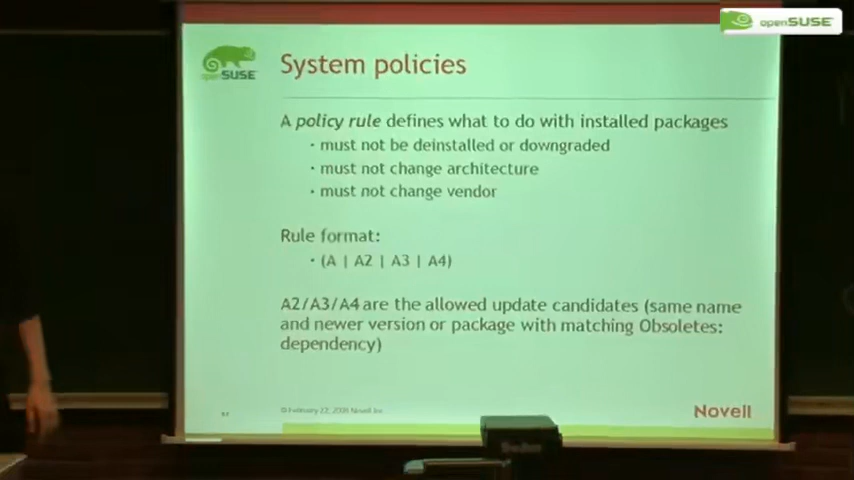 openSUSE
openSUSE
System policies
A policy rule defines what to do with installed packages
· must not be deinstalled or downgraded
· must not change architecture
· must not change vendor
Rule format:
· (A | A2 | A3 | A4)
A2/A3/A4 are the allowed update candidates (same name
and newer version or package with matching Obsoletes:
dependency)
© February 22, 2008 Novell Inc.
Novell